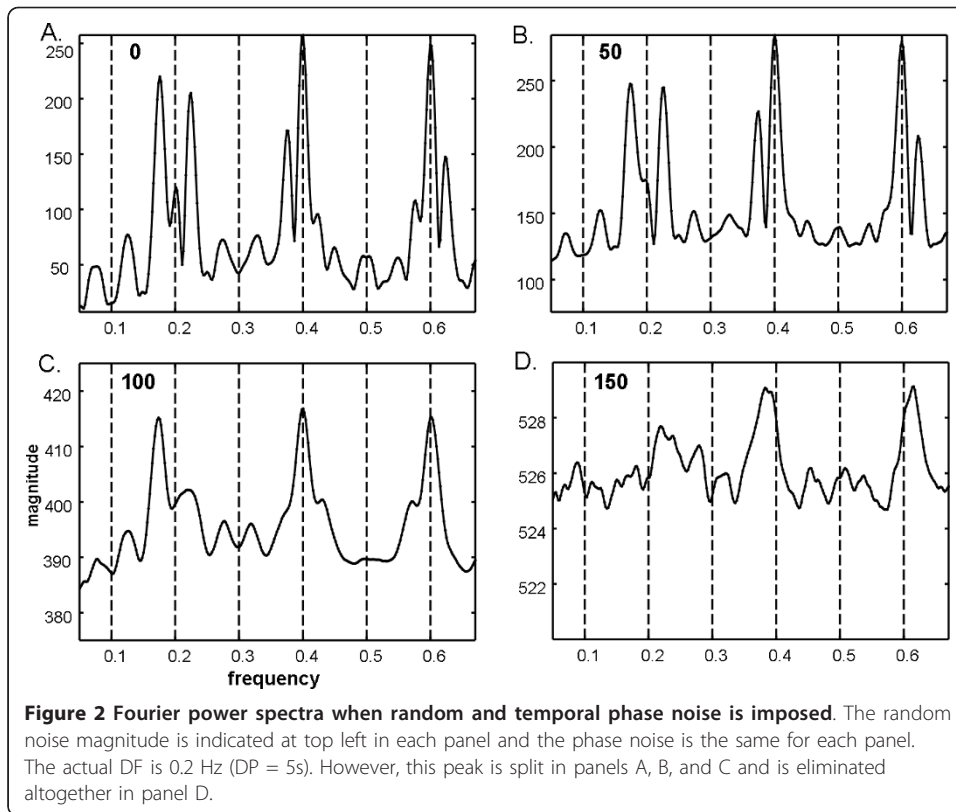 A.
0
250
200
150
100
50
0.1 0.2 0.3 0.4 0.5 0.6
B.
50
250
200
150
100
0.1 0.2 0.3 0.4 0.5 0.6
C.
100
420
410
400
390
380
magnitude
0.1 0.2 0.3 0.4 0.5 0.6
frequency
D.
150
528
526
524
522
0.1 0.2 0.3 0.4 0.5 0.6
Figure 2 Fourier power spectra when random and temporal phase noise is imposed. The random
noise magnitude is indicated at top left in each panel and the phase noise is the same for each panel.
The actual DF is 0.2 Hz (DP = 5s). However, this peak is split in panels A, B, and C and is eliminated
altogether in panel D.